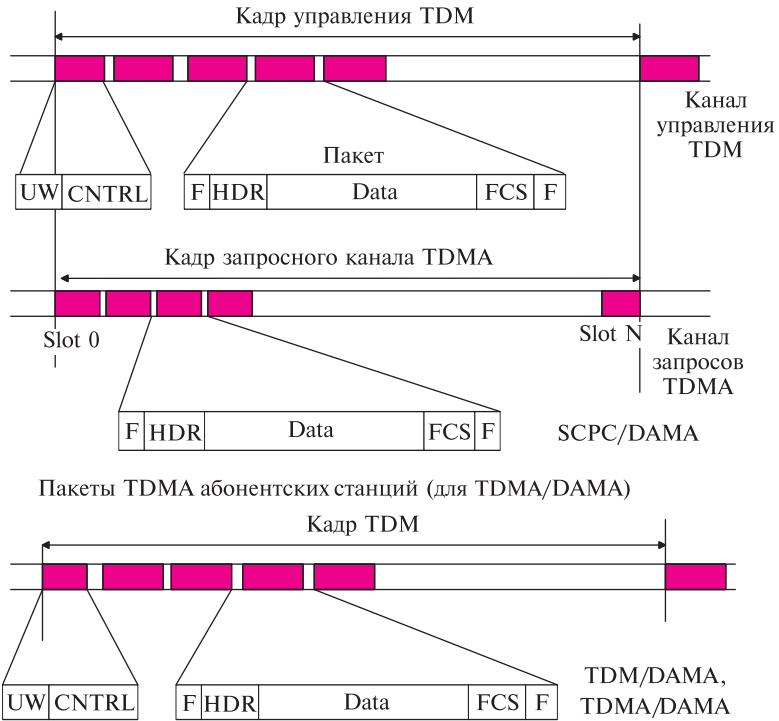 Кадр управления TDM
Канал
управления
TDM
Пакет
UW CNTRL
F HDR Data FCS F
Кадр запросного канала TDMA
Slot 0
Slot N
Канал
запросов
TDMA
F HDR Data FCS F
SCPC/DAMA
Пакеты TDMA абонентских станций (для TDMA/DAMA)
Кадр TDM
UW CNTRL
F HDR Data FCS F
TDM/DAMA,
TDMA/DAMA